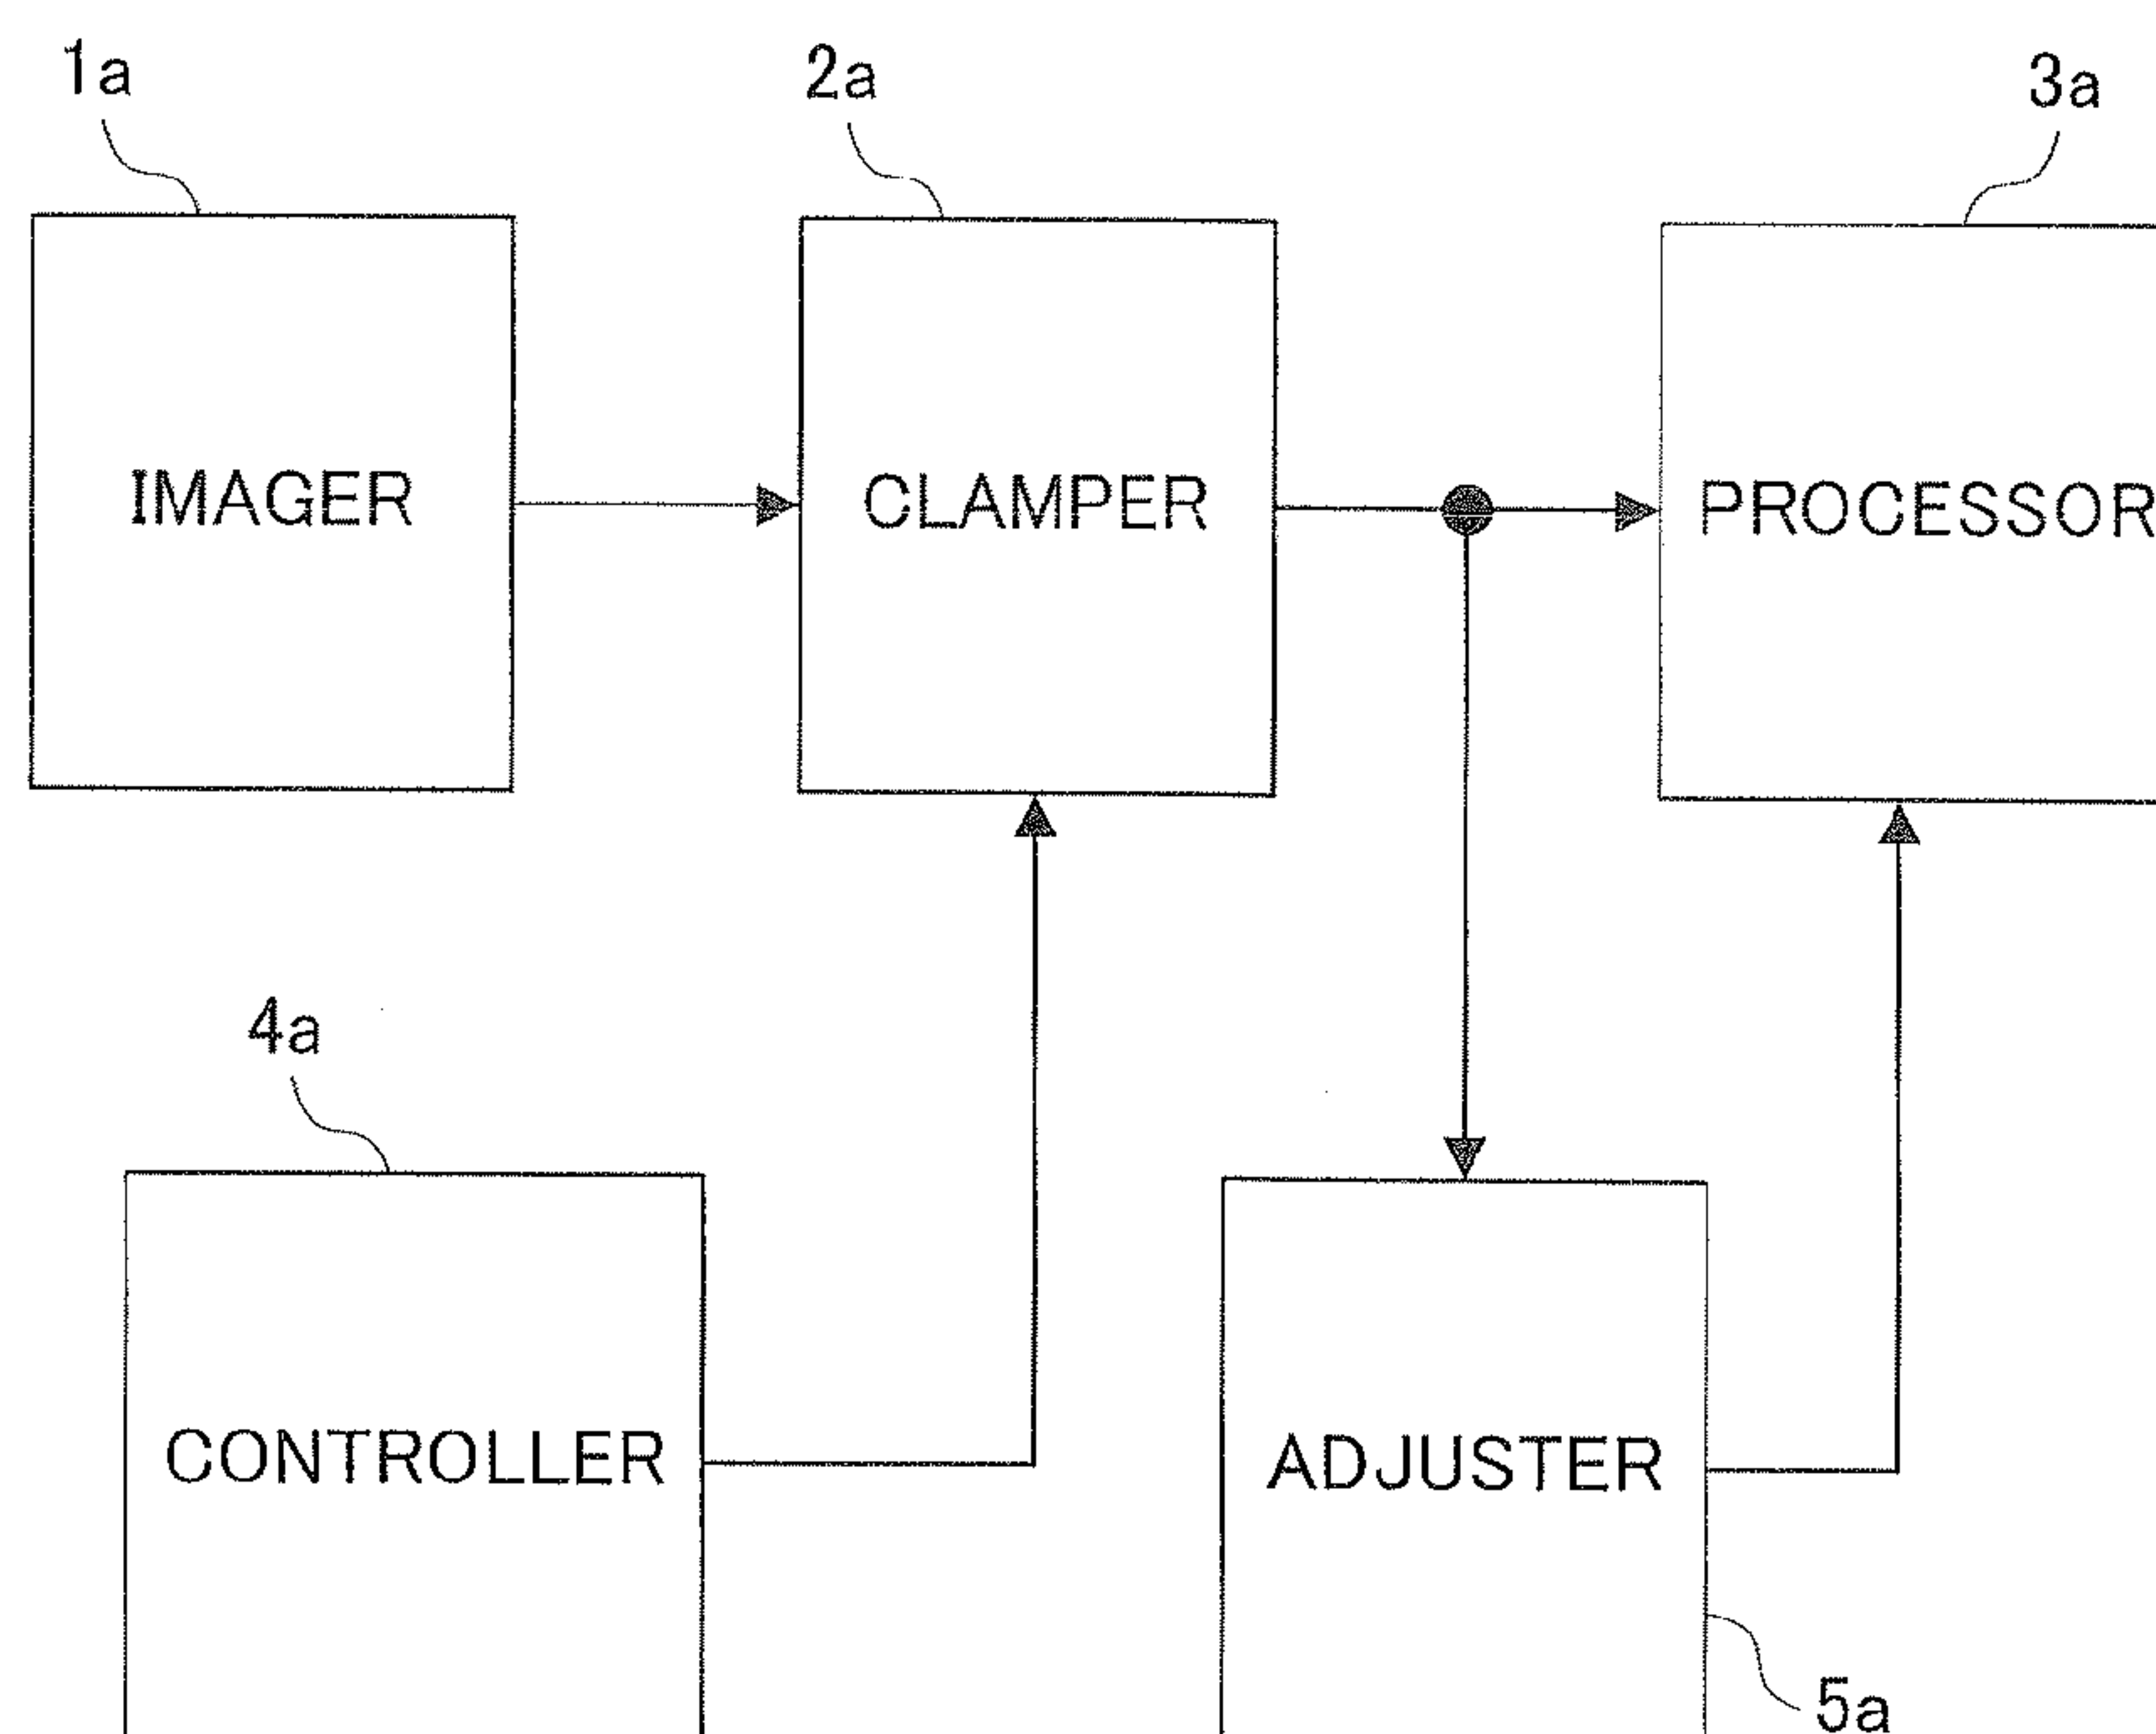 1a
2a
3a
IMAGER
CLAMPER
PROCESSOR
4a
CONTROLLER
ADJUSTER
5a